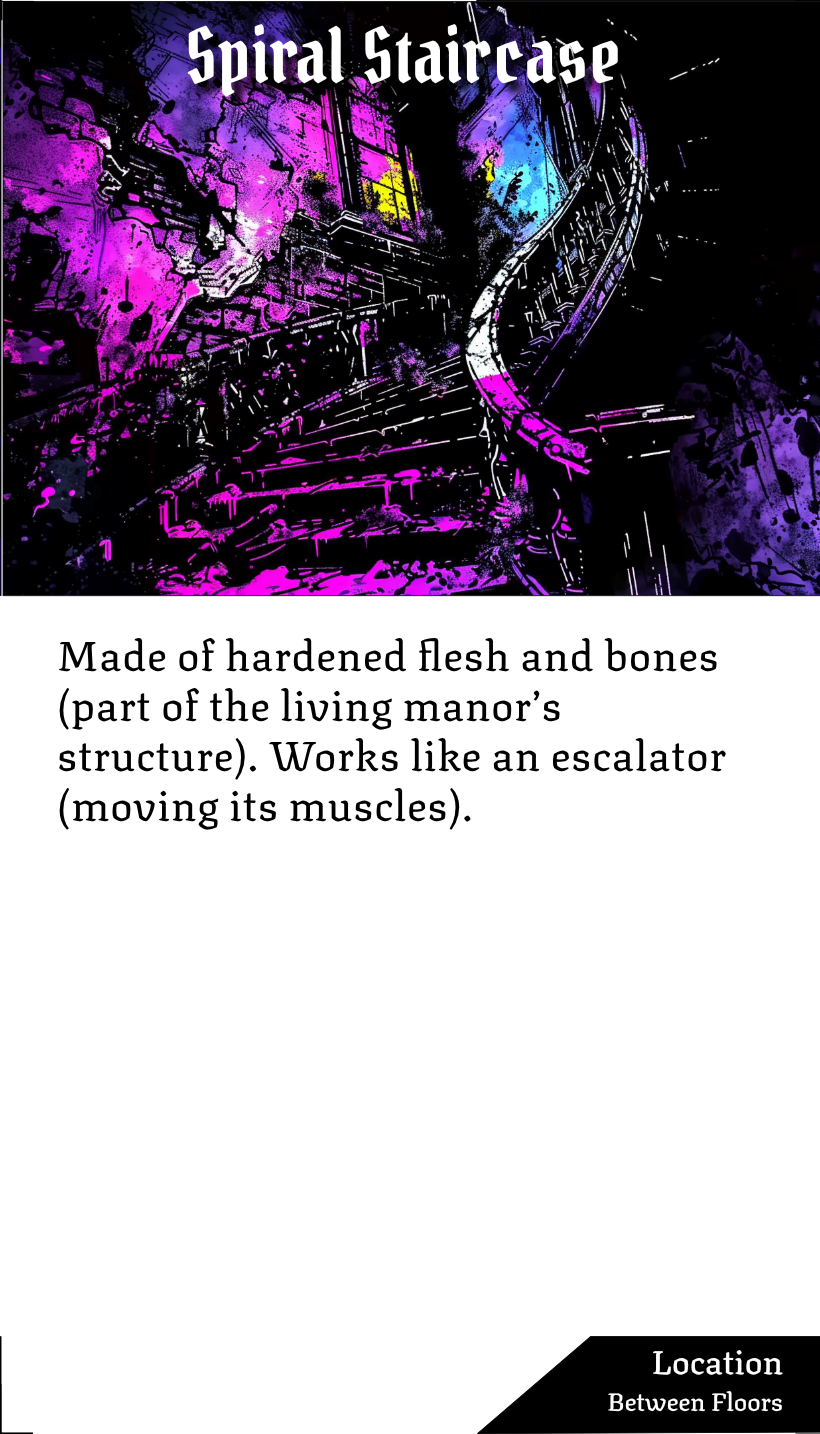 Spiral Staircase
Made of hardened flesh and bones
(part of the living manor’s
structure). Works like an escalator
(moving its muscles).
Location
Between Floors